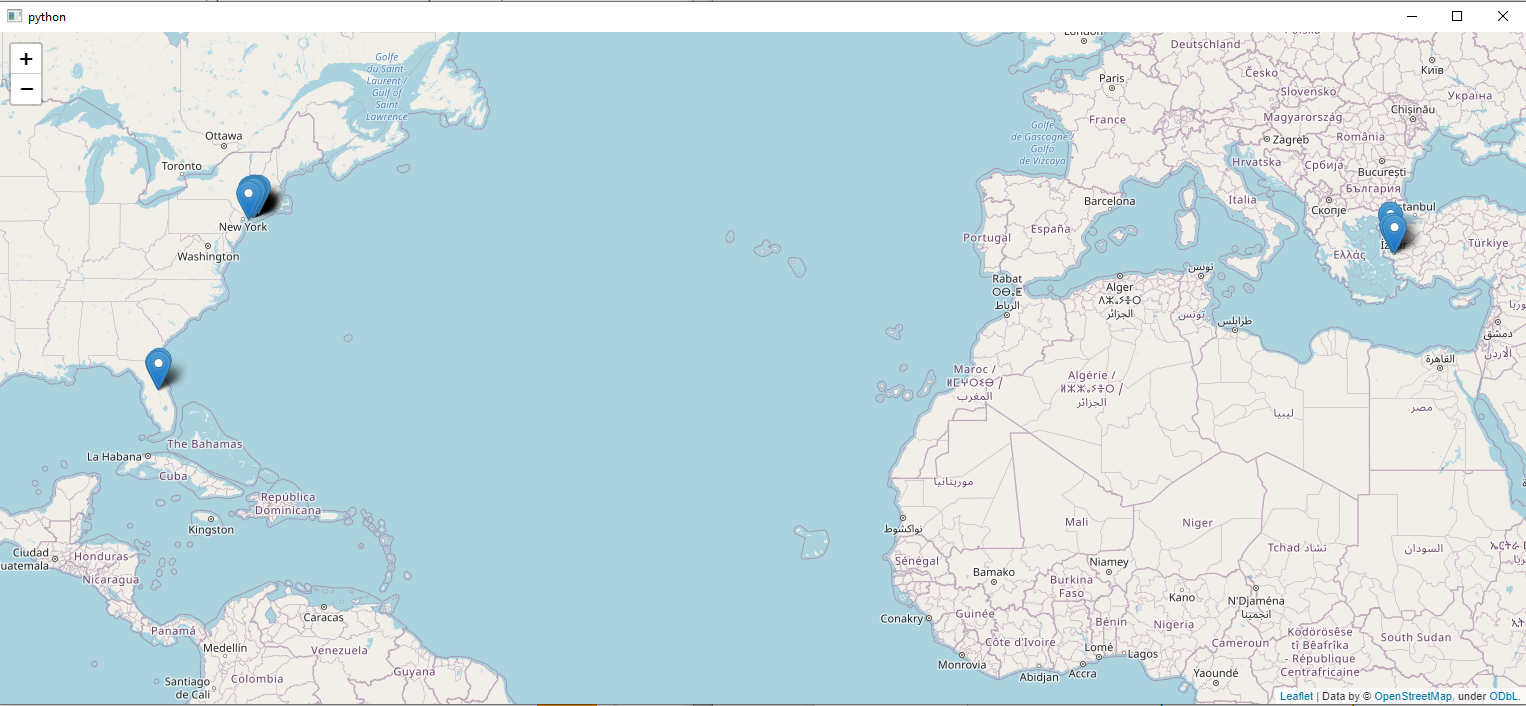 python
+
−
Golfe
du Saint-
Laurent /
Gulf of
Saint
Lawrence
Ottawa
Toronto
New York
Washington
The Bahamas
La Habana
Cuba
República
Dominicana
Kingston
Ciudad
Honduras
Nicaragua
Panamá
Caracas
Medellín
Venezuela
Guyana
Colombia
Santiago
de Cali
London
Deutschland
Polska
Paris
Česko
Київ
Slovensko
Україна
France
Magyarország
Chișinău
Golfe
de Gascogne /
Golfo
de Vizcaya
Zagreb
România
Hrvatska
Србија
București
България
Barcelona
Italia
Скопје
Istanbul
Portugal
España
Türkiye
Ελλάς
Rabat
ⵔⴱⴰⵟ
الرباط
Alger
الجزائر
تونس
تونس
طرابلس
دمشق
القاهرة
الأردن
Maroc /
ⵍⵎⵖⵔⵉⴱ /
المغرب
Algérie /
ⵍⵣⵣⴰⵢⴻⵔ /
الجزائر
ليبيا
مصر
موريتانيا
نواكشوط
Mali
Niger
Tchad تشاد
السودان
Sénégal
Bamako
Niamey
Burkina
Faso
Kano
N'Djaména
انجمينا
Guinée
Conakry
Bénin
Nigeria
Côte d'Ivoire
Lomé
Lagos
Cameroun
Ködörösêse
tî Bêafrîka
- République
Centrafricaine
South Sudan
Monrovia
Abidjan
Accra
Yaoundé
Leaflet | Data by © OpenStreetMap, under ODbL.